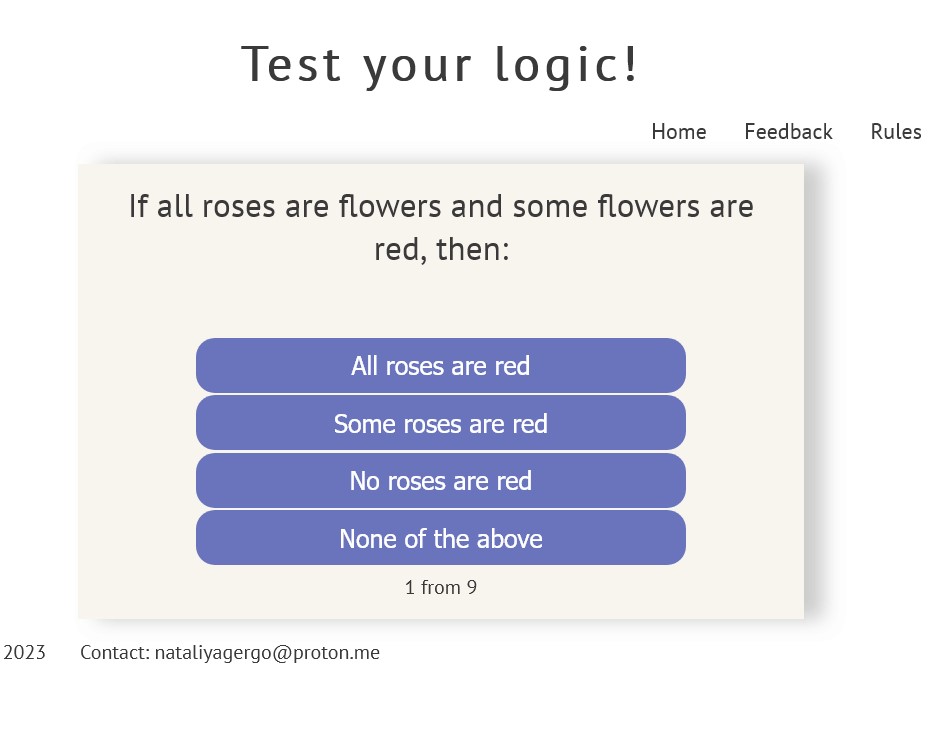 Test your logic!
Home Feedback Rules
If all roses are flowers and some flowers are
red, then:
All roses are red
Some roses are red
No roses are red
None of the above
1 from 9
2023 Contact: nataliyagergo@proton.me